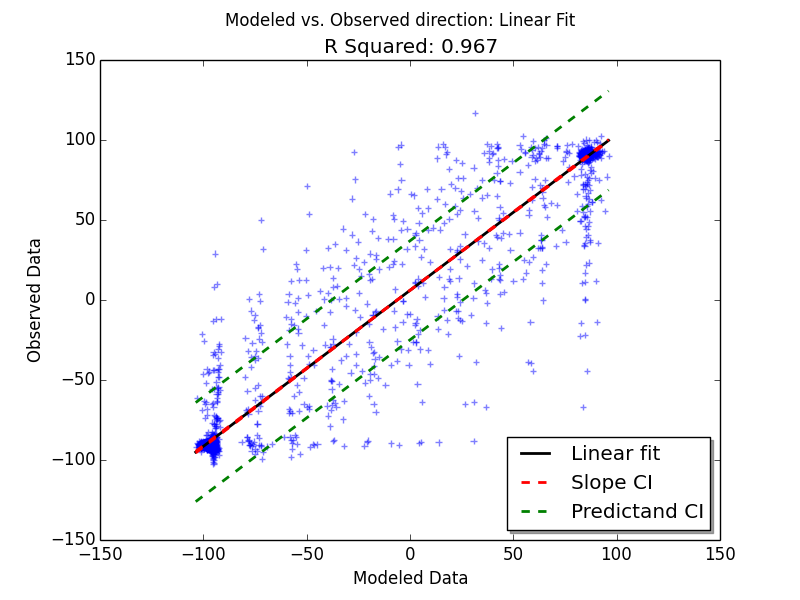 Modeled vs. Observed direction: Linear Fit
R Squared: 0.967
150
100
50
0
−50
−100
−150
Observed Data
Linear fit
Slope CI
Predictand CI
−150 −100 −50 0 50 100 150
Modeled Data